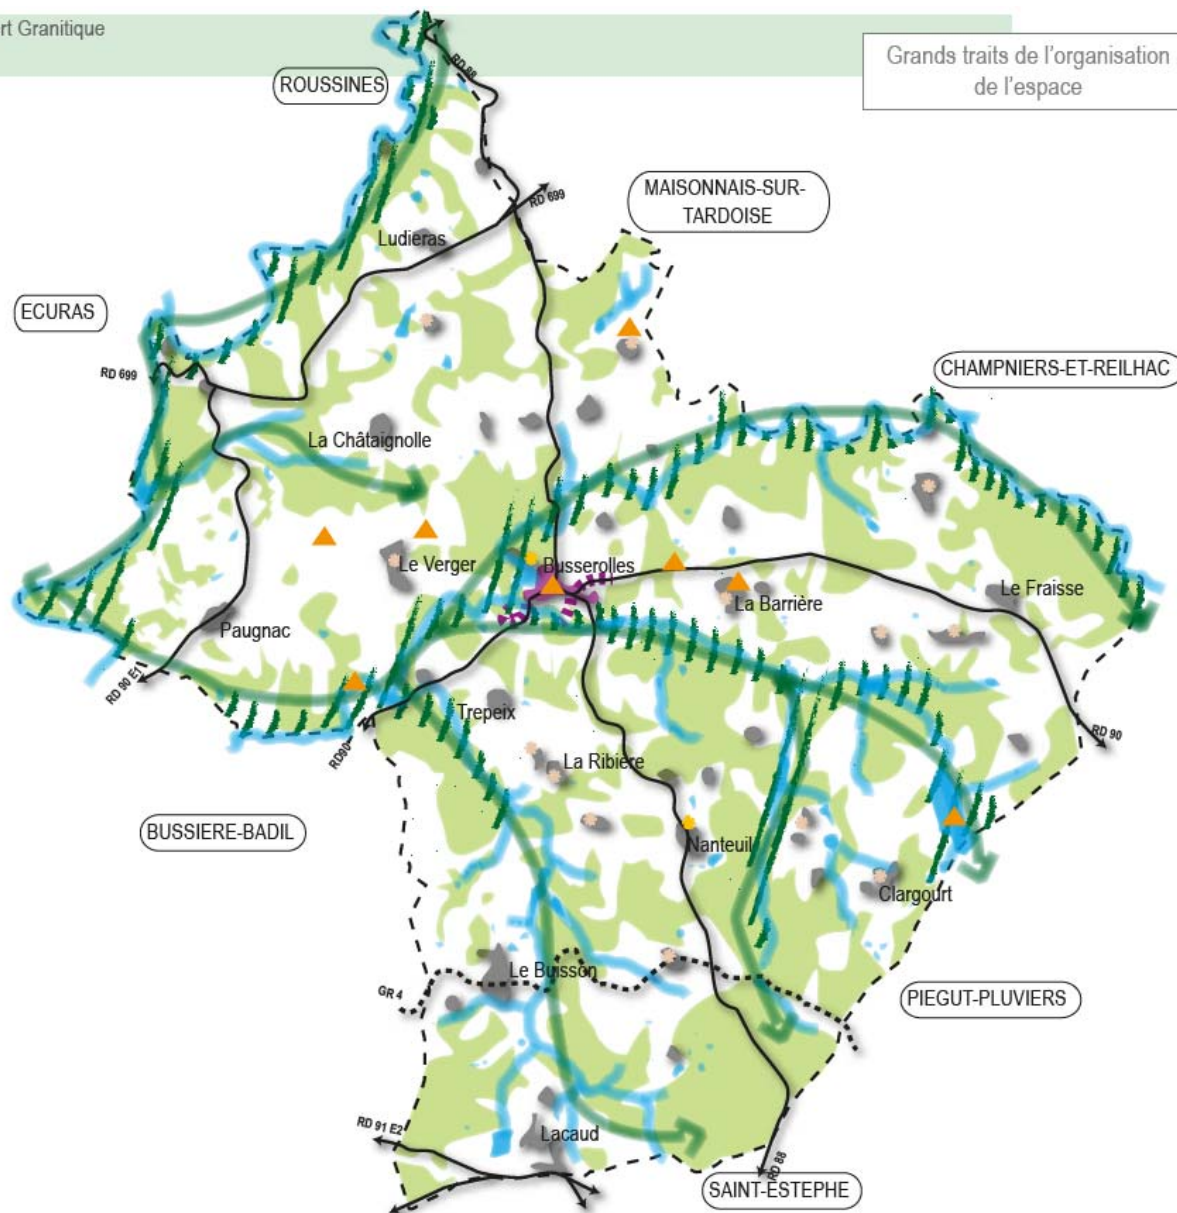 rt Granitique
Grands traits de l'organisation
de l'espace
RD 88
ROUSSINES
MAISONNAIS-SUR-
TARDOISE
RD 699
Ludieras
ECURAS
RD 699
CHAMPNIERS-ET-REILHAC
La Châtaignolle
Le Verger
Busserolles
La Barrière
Le Fraisse
Paugnac
RD 90 E1
Trepeix
RD90
RD 90
La Ribière
BUSSIERE-BADIL
Nanteuil
Clargourt
Le Buisson
GR 4
PIEGUT-PLUVIERS
RD 91 E2
Lacaud
RD 88
SAINT-ESTEPHE